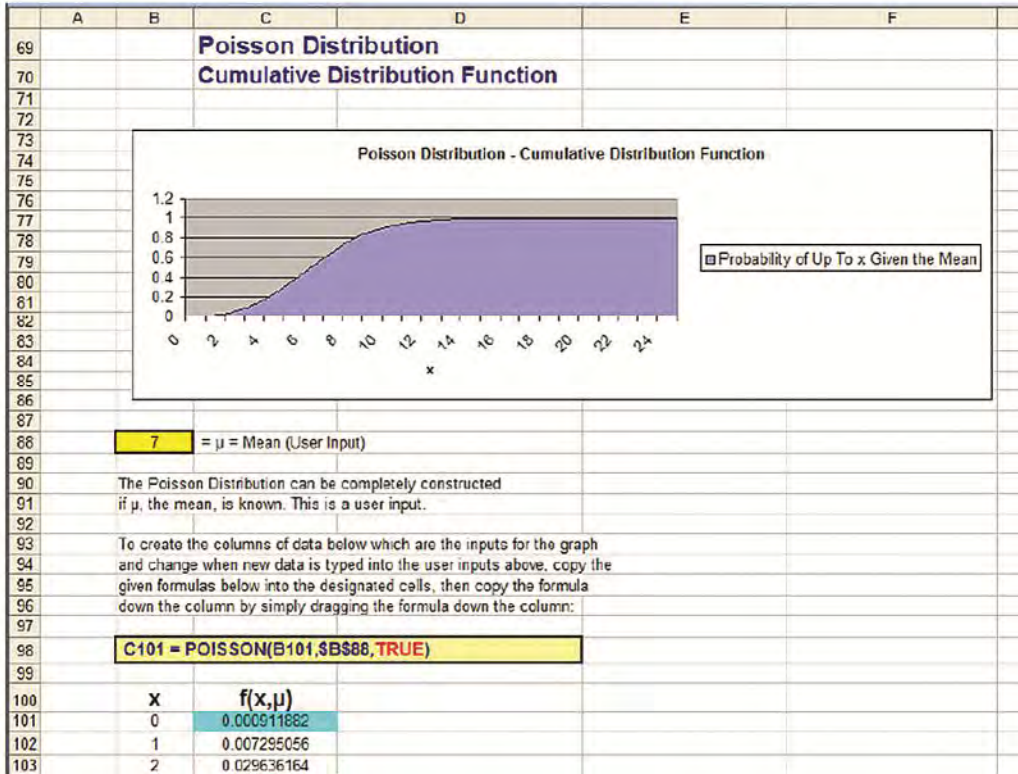 A B C D E F
69 Poisson Distribution
70 Cumulative Distribution Function
71
72
73
74 Poisson Distribution - Cumulative Distribution Function
75
76 1.2
77 1
78 0.8
79 0.6 Probability of Up To x Given the Mean
80 0.4
81 0.2
82 0
83 0 2 4 6 8 10 12 14 16 18 20 22 24
84
85 x
86
87
88 7 = µ = Mean (User Input)
89
90 The Poisson Distribution can be completely constructed
91 if µ, the mean, is known. This is a user input.
92
93 To create the columns of data below which are the inputs for the graph
94 and change when new data is typed into the user inputs above, copy the
95 given formulas below into the designated cells, then copy the formula
96 down the column by simply dragging the formula down the column:
97
98 C101 = POISSON(B101,$B$88,TRUE)
99
100 x f(x,µ)
101 0 0.000911882
102 1 0.007295056
103 2 0.029636164